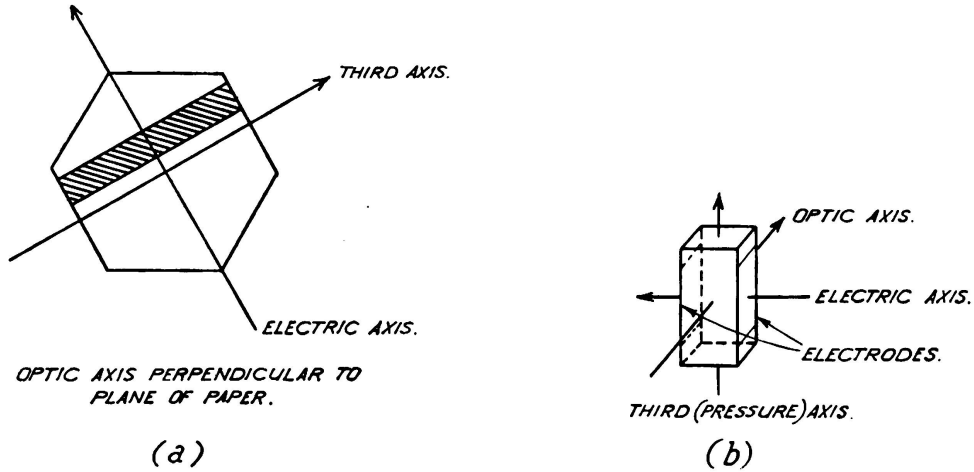 THIRD AXIS.
ELECTRIC AXIS.
OPTIC AXIS PERPENDICULAR TO
PLANE OF PAPER.
(a)
OPTIC AXIS.
ELECTRIC AXIS.
ELECTRODES.
THIRD (PRESSURE) AXIS.
(b)